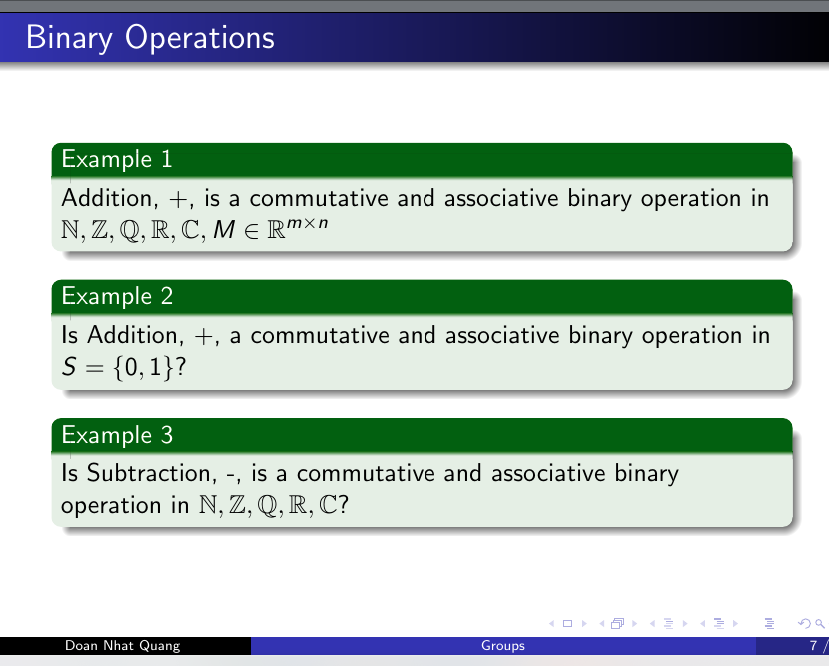 Binary Operations
Example 1
Addition, +, is a commutative and associative binary operation in
ℕ, ℤ, ℚ, ℝ, ℂ, M ∈ ℝ^{m×n}
Example 2
Is Addition, +, a commutative and associative binary operation in
S = {0, 1}?
Example 3
Is Subtraction, -, is a commutative and associative binary
operation in ℕ, ℤ, ℚ, ℝ, ℂ?
Doan Nhat Quang
Groups
7 /